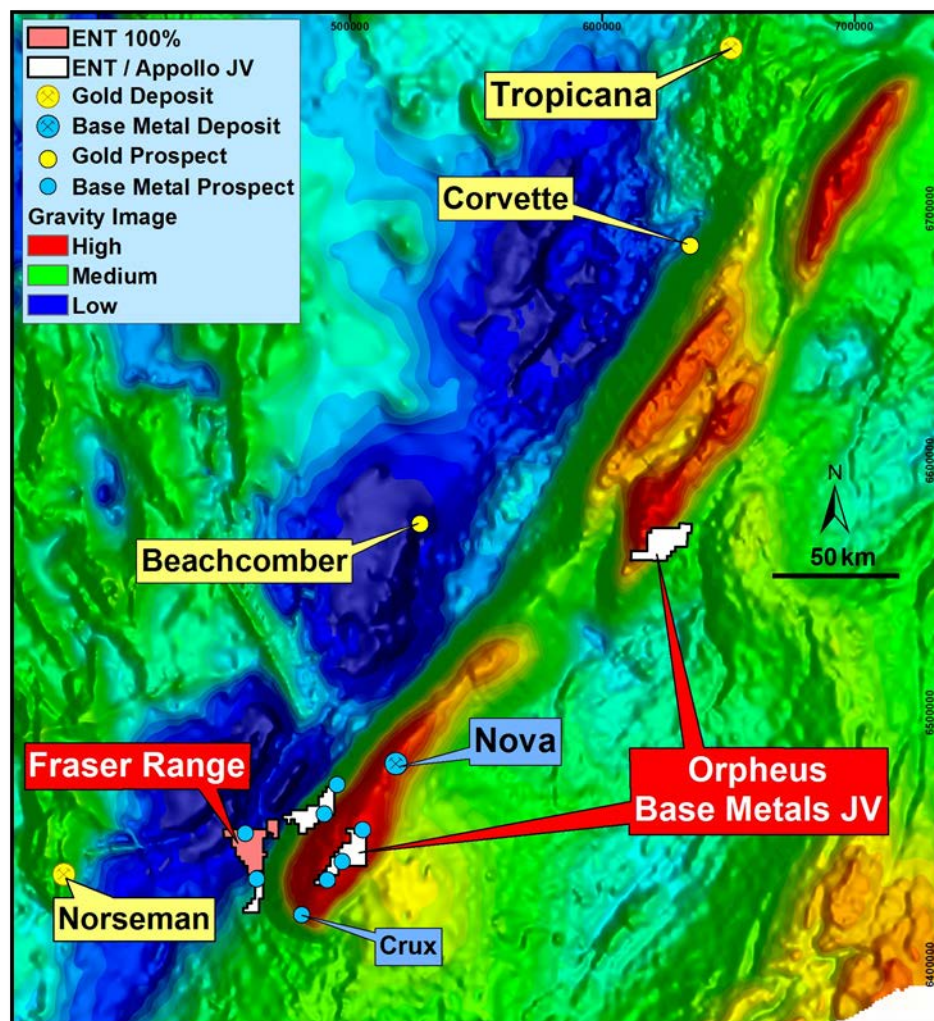 500000
600000
700000
ENT 100%
ENT / Appollo JV
Gold Deposit
Base Metal Deposit
Gold Prospect
Base Metal Prospect
Gravity Image
High
Medium
Low
Tropicana
Corvette
6700000
6600000
N
50 km
Beachcomber
6500000
Nova
Fraser Range
Orpheus
Base Metals JV
Norseman
Crux
6400000